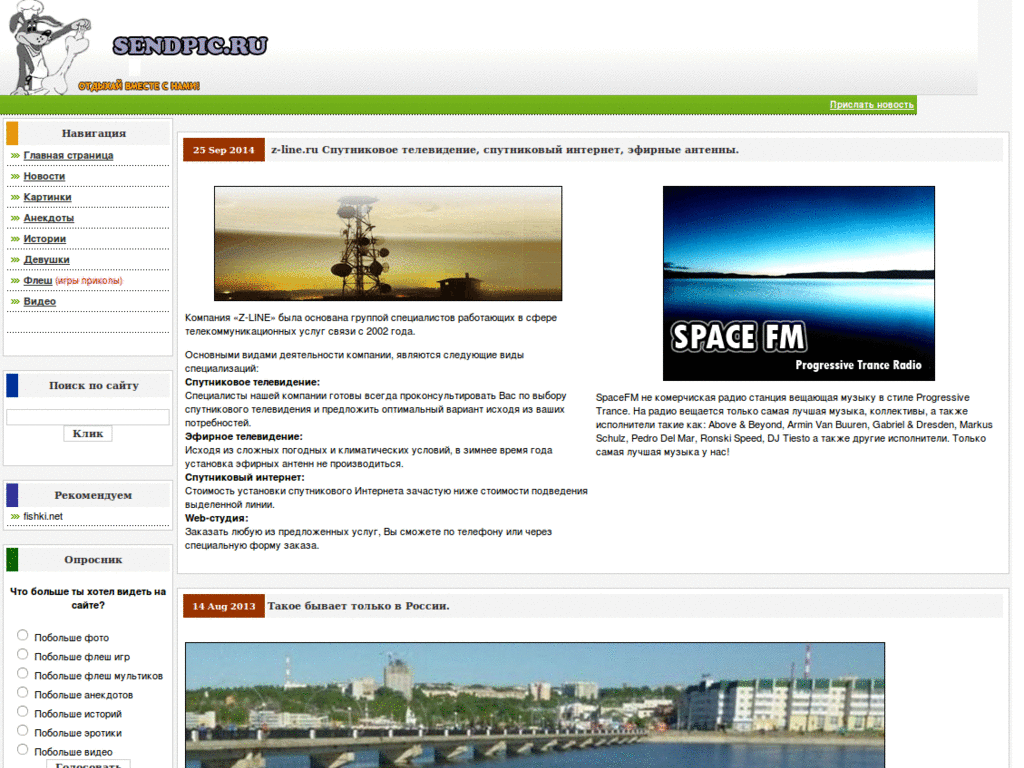 SENDPIC.RU
ОТДЫХАЙ ВМЕСТЕ С НАМИ!
Прислать новость
Навигация
Главная страница
Новости
Картинки
Анекдоты
Истории
Девушки
Флеш (игры приколы)
Видео
Поиск по сайту
Клик
Рекомендуем
fishki.net
Опросник
Что больше ты хотел видеть на
сайте?
Побольше фото
Побольше флеш игр
Побольше флеш мультиков
Побольше анекдотов
Побольше историй
Побольше эротики
Побольше видео
Голосовать
25 Sep 2014 z-line.ru Спутниковое телевидение, спутниковый интернет, эфирные антенны.
Компания «Z-LINE» была основана группой специалистов работающих в сфере
телекоммуникационных услуг связи с 2002 года.
Основными видами деятельности компании, являются следующие виды
специализаций:
Спутниковое телевидение:
Специалисты нашей компании готовы всегда проконсультировать Вас по выбору
спутникового телевидения и предложить оптимальный вариант исходя из ваших
потребностей.
Эфирное телевидение:
Исходя из сложных погодных и климатических условий, в зимнее время года
установка эфирных антенн не производиться.
Спутниковый интернет:
Стоимость установки спутникового Интернета зачастую ниже стоимости подведения
выделенной линии.
Web-студия:
Заказать любую из предложенных услуг, Вы сможете по телефону или через
специальную форму заказа.
SPACE FM
Progressive Trance Radio
SpaceFM не комерчиская радио станция вещающая музыку в стиле Progressive
Trance. На радио вещается только самая лучшая музыка, коллективы, а также
исполнители такие как: Above & Beyond, Armin Van Buuren, Gabriel & Dresden, Markus
Schulz, Pedro Del Mar, Ronski Speed, DJ Tiesto а также другие исполнители. Только
самая лучшая музыка у нас!
14 Aug 2013 Такое бывает только в России.